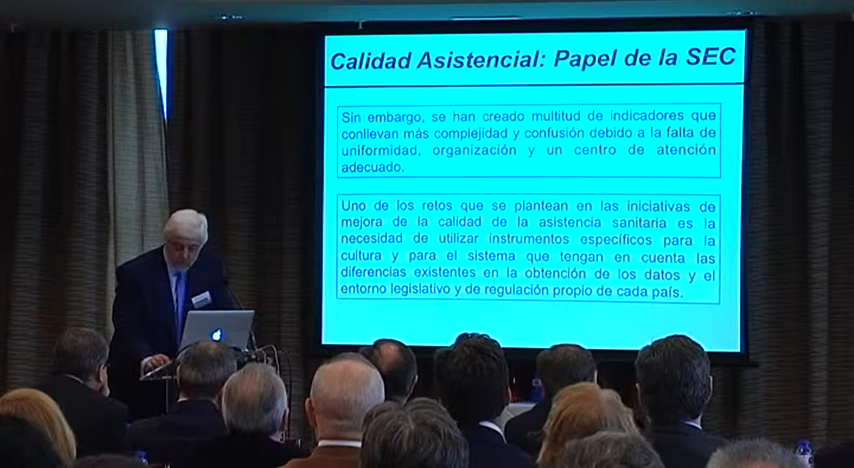 Calidad Asistencial: Papel de la SEC
Sin embargo, se han creado multitud de indicadores que
conllevan más complejidad y confusión debido a la falta de
uniformidad, organización y un centro de atención
adecuado.
Uno de los retos que se plantean en las iniciativas de
mejora de la calidad de la asistencia sanitaria es la
necesidad de utilizar instrumentos específicos para la
cultura y para el sistema que tengan en cuenta las
diferencias existentes en la obtención de los datos y el
entorno legislativo y de regulación propio de cada país.